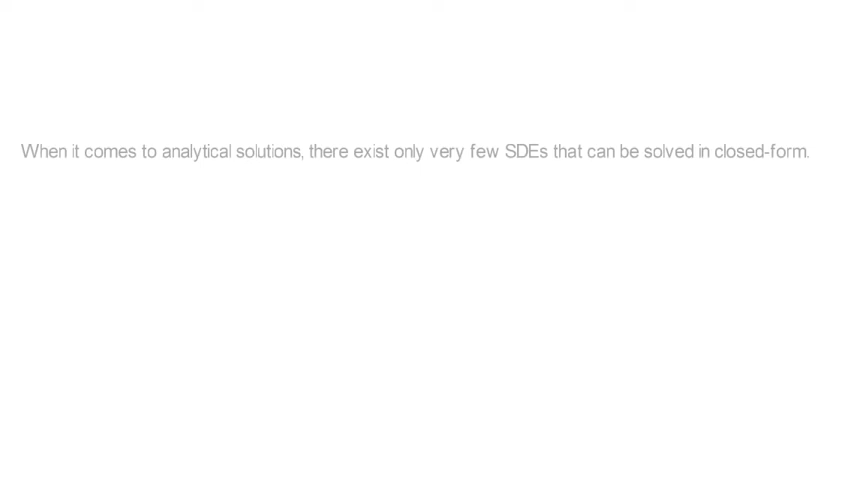 When it comes to analytical solutions, there exist only very few SDEs that can be solved in closed-form.